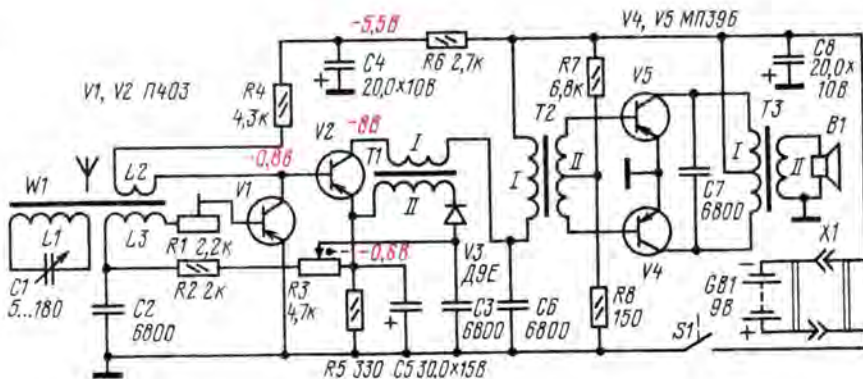 -5,5В
V4, V5 МП39Б
V1, V2 П403
R4
4,3к
C4
20,0×10В
+
R6 2,7к
R7
6,8к
V5
C8
20,0×
10В
+
T3
V2
-8В
T1
I
II
T2
I
II
I
II
B1
W1
L2
-0,8В
V1
L1
L3
R1 2,2к
C7
6800
V3
Д9Е
-0,6В
V4
X1
C1
5...180
R2 2к
R3
4,7к
C2
6800
C3
6800
C6
6800
R8
150
S1
GB1
9В
−
+
+
R5 330 C5 30,0×15В